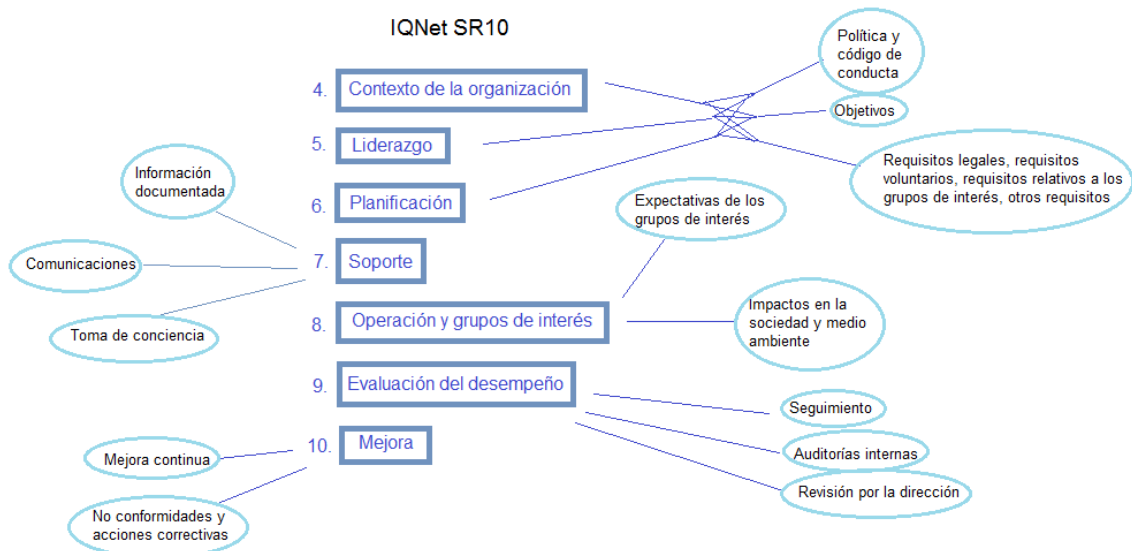 IQNet SR10
Política y
código de
conducta
4. Contexto de la organización
Objetivos
5. Liderazgo
Requisitos legales, requisitos
voluntarios, requisitos relativos a los
grupos de interés, otros requisitos
Información
documentada
6. Planificación
Expectativas de los
grupos de interés
Comunicaciones
7. Soporte
Toma de conciencia
8. Operación y grupos de interés
Impactos en la
sociedad y medio
ambiente
9. Evaluación del desempeño
Seguimiento
10. Mejora
Mejora continua
Auditorías internas
Revisión por la dirección
No conformidades y
acciones correctivas